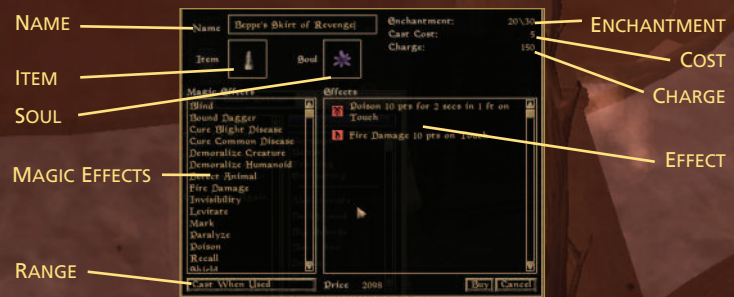 NAME
ITEM
SOUL
MAGIC EFFECTS
RANGE
Name Beppe's Skirt of Revenge
Item
Soul
Enchantment: 20\30
Cast Cost: 5
Charge: 150
Magic Effects
Blind
Bound Dagger
Cure Blight Disease
Cure Common Disease
Demoralize Creature
Demoralize Humanoid
Detect Animal
Fire Damage
Invisibility
Levitate
Mark
Paralyze
Poison
Recall
Shield
Effects
Poison 10 pts for 2 secs in 1 ft on
Touch
Fire Damage 10 pts on Touch
Cast When Used
Price 2098
Buy
Cancel
ENCHANTMENT
COST
CHARGE
EFFECT